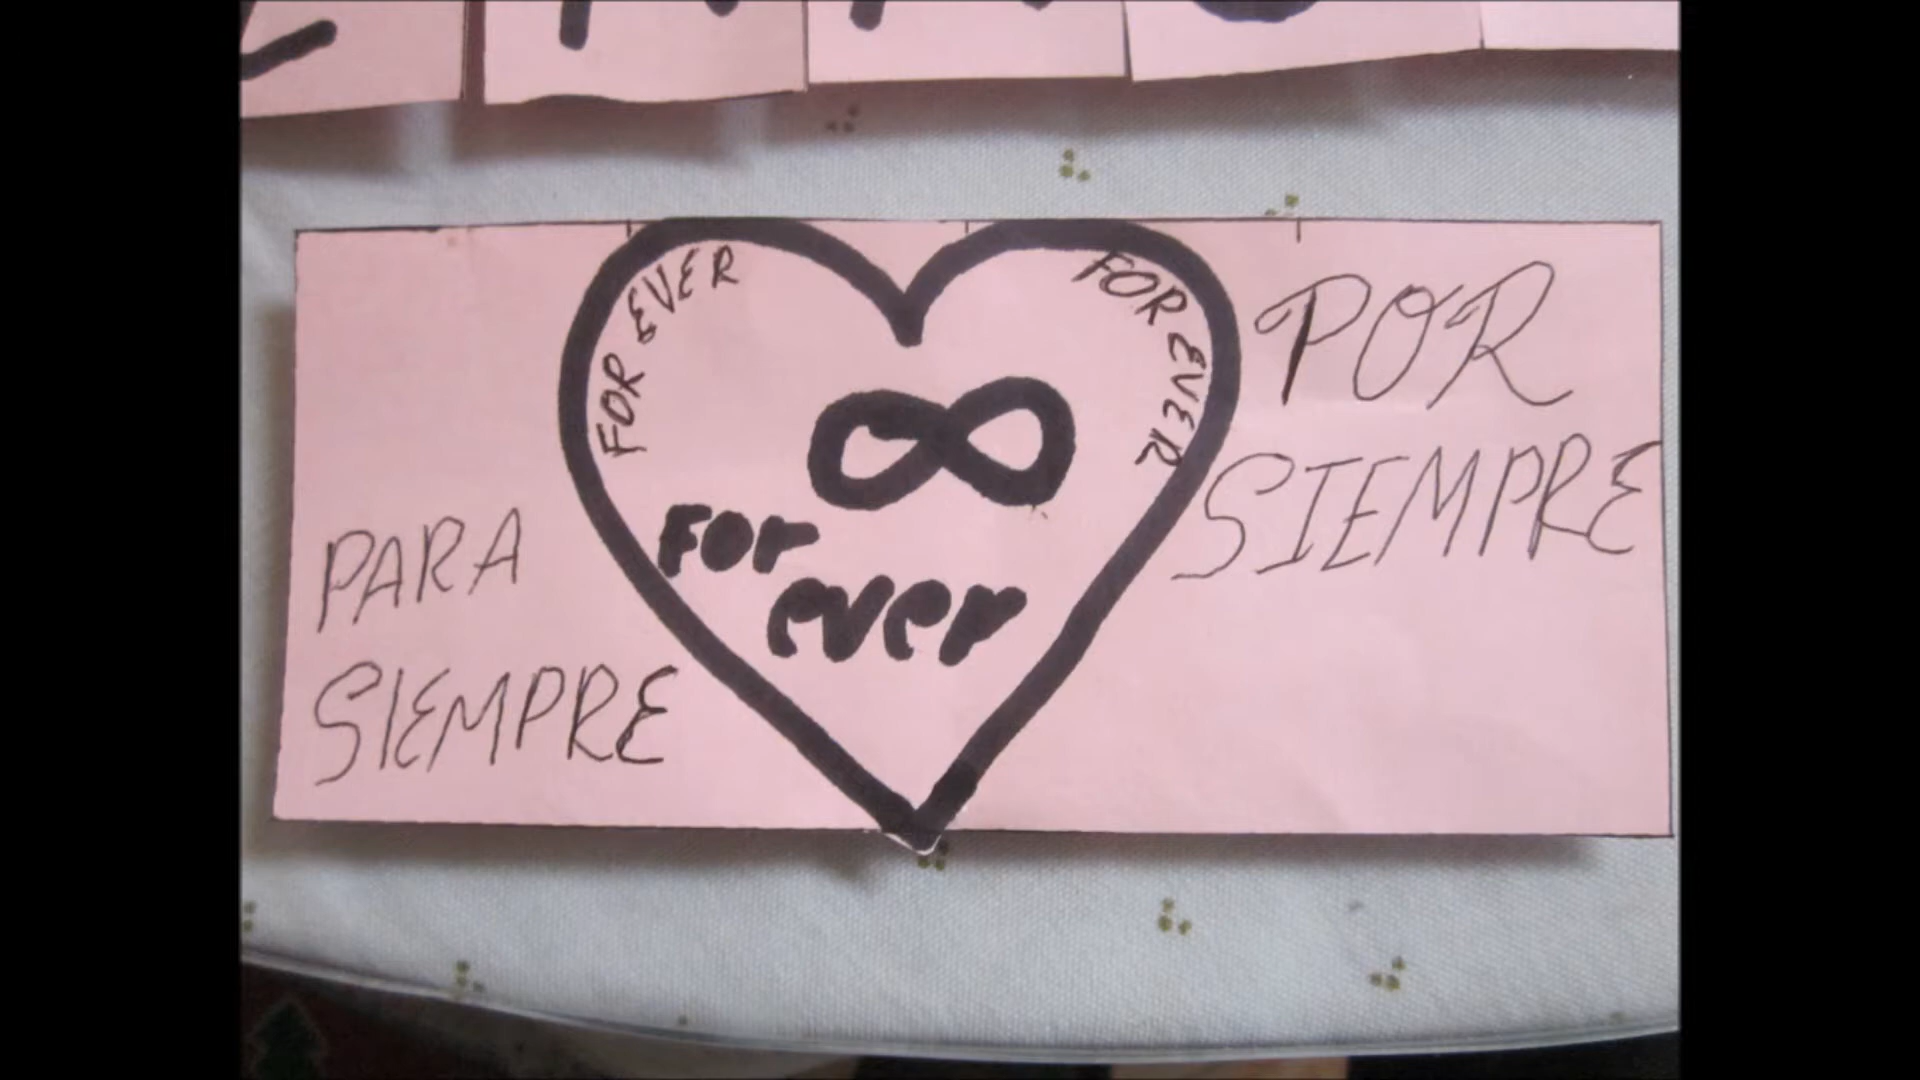 FOR EVER
FOR EVER
For
ever
PARA
SIEMPRE
POR
SIEMPRE